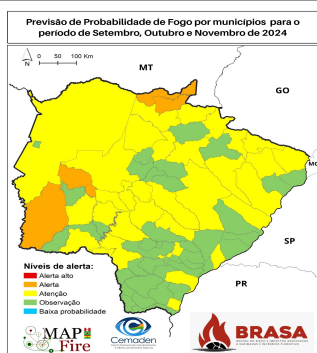 Previsão de Probabilidade de Fogo por municípios para o
período de Setembro, Outubro e Novembro de 2024
N
0 50 100 Km
MT
GO
MG
SP
PR
Níveis de alerta:
Alerta alto
Alerta
Atenção
Observação
Baixa probabilidade
MAP
Fire
Cemaden
BRASA